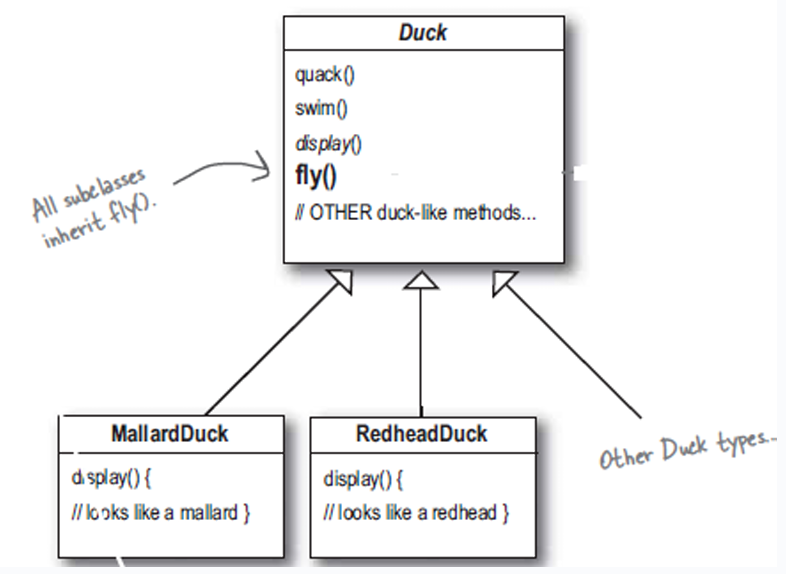 Duck
quack()
swim()
display()
fly()
// OTHER duck-like methods...
All subclasses
inherit fly().
MallardDuck
display() {
// looks like a mallard }
RedheadDuck
display() {
// looks like a redhead }
Other Duck types...